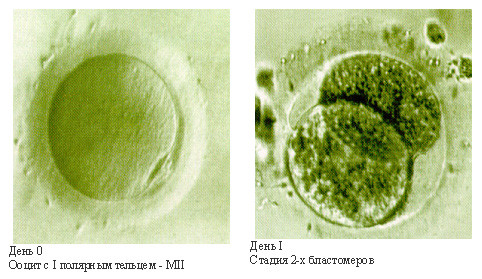 День 0
Ооцит с I полярным тельцем - MII
День I
Стадия 2-х бластомеров